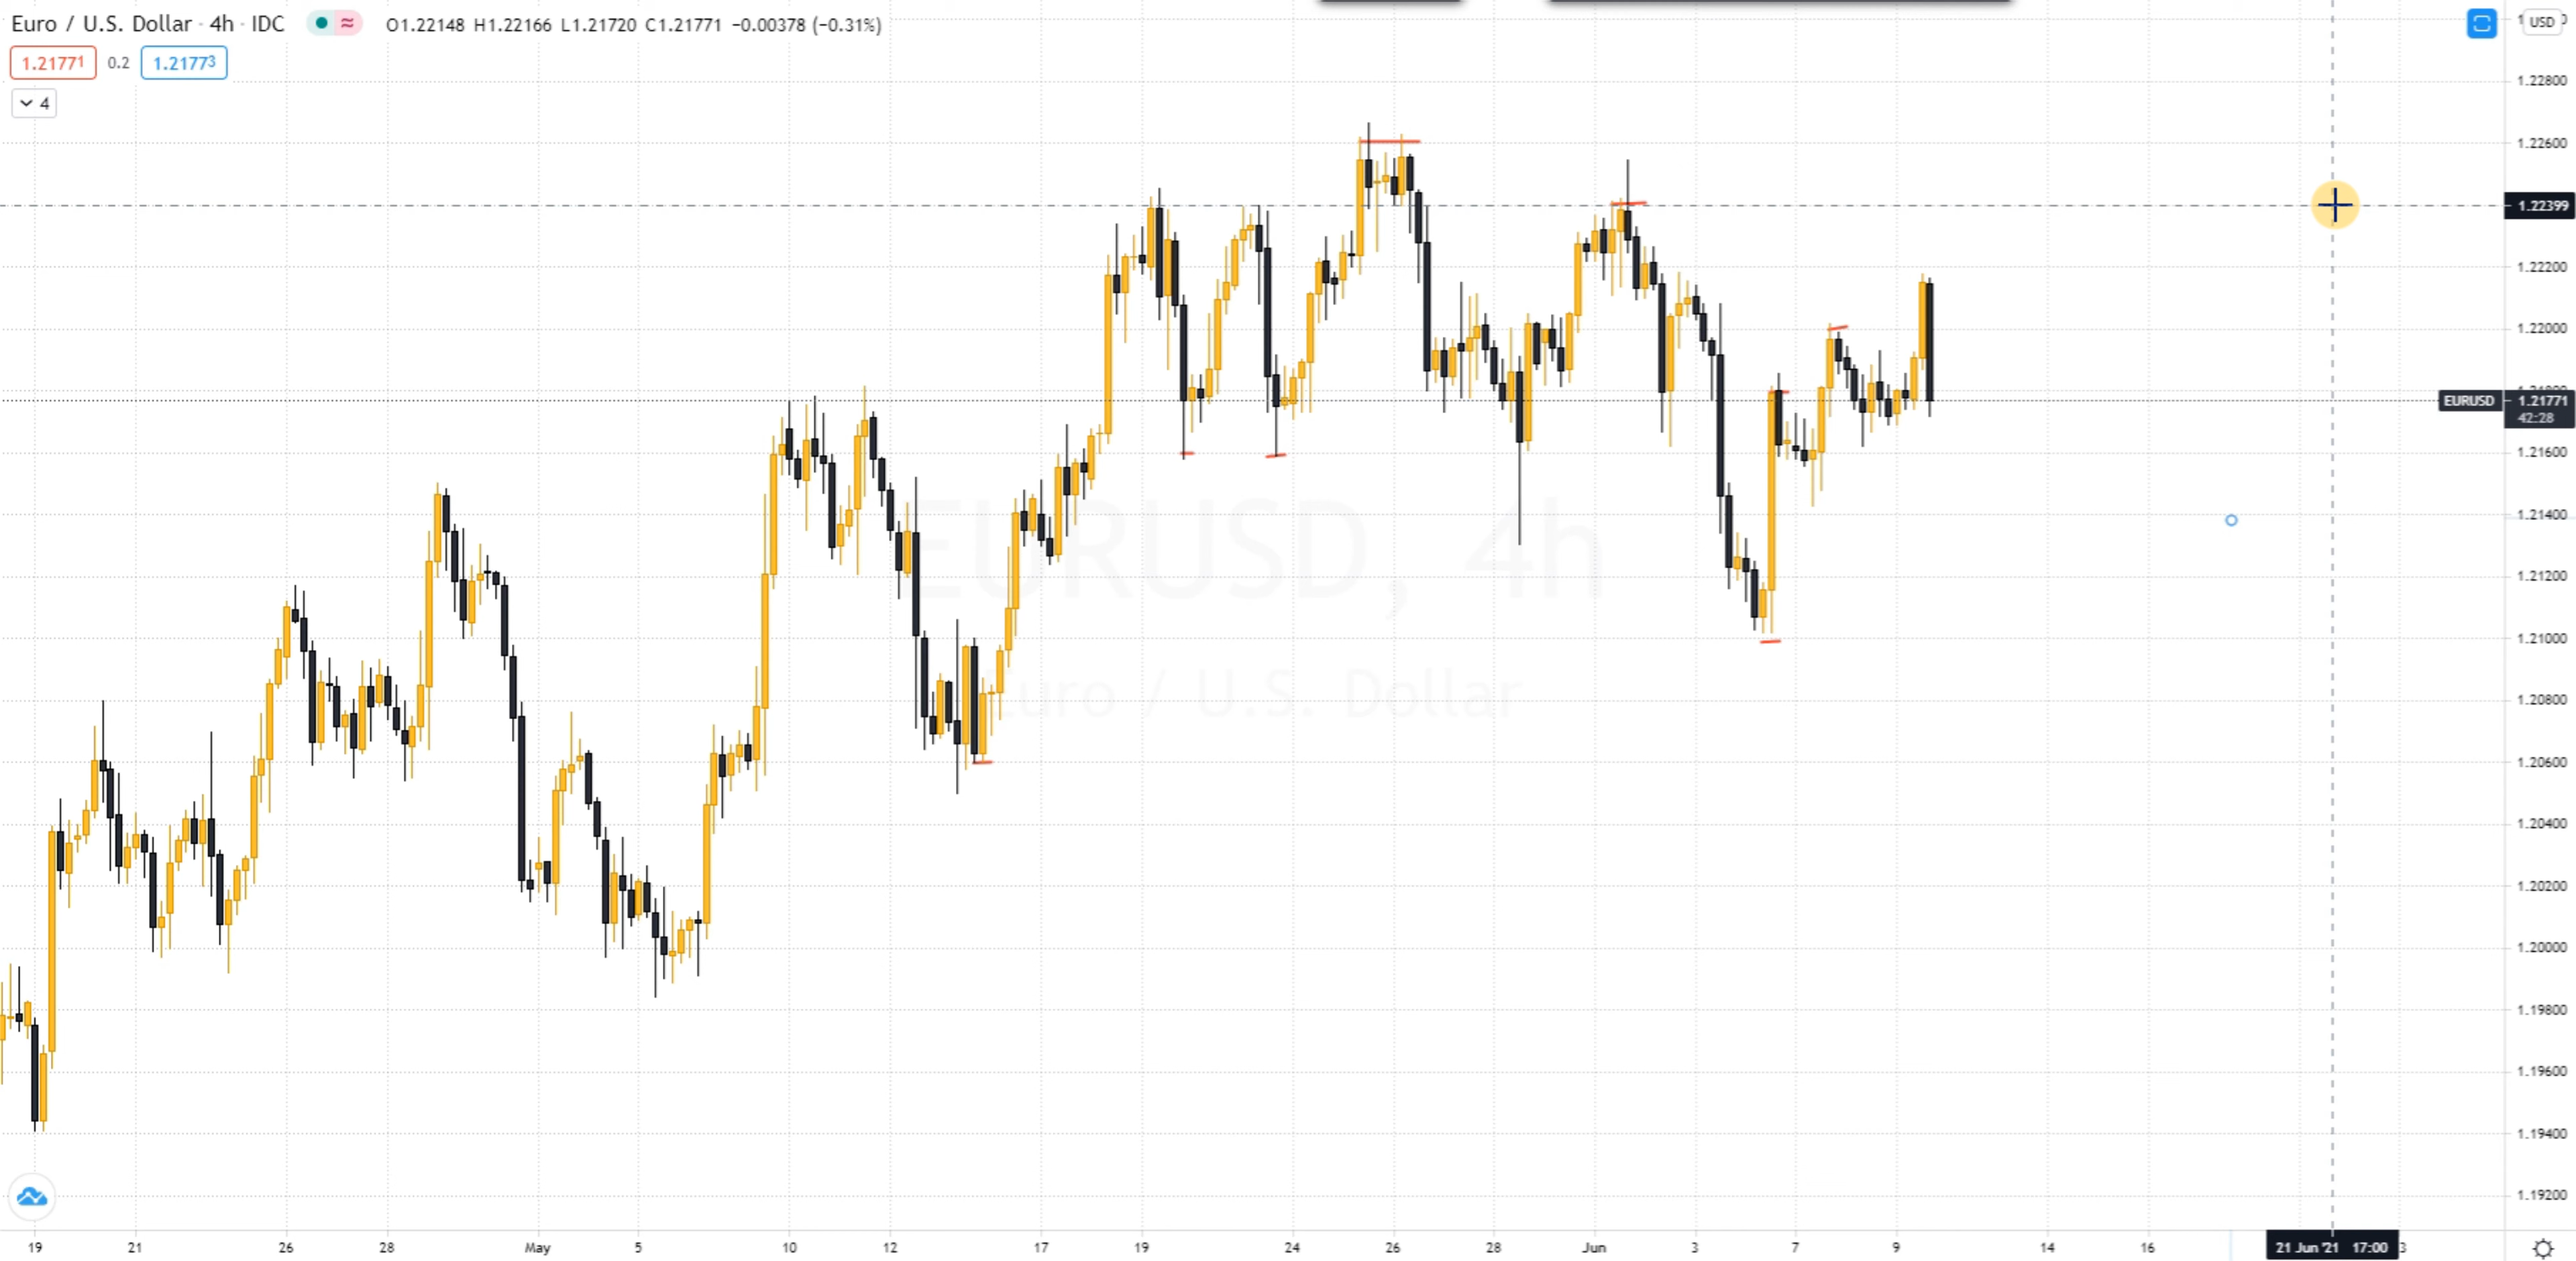 Euro / U.S. Dollar · 4h · IDC O1.22148 H1.22166 L1.21720 C1.21771 −0.00378 (−0.31%)
USD
1.21771 0.2 1.21773
4
1.22800
1.22600
1.22399
1.22200
1.22000
EURUSD 1.21771
42:28
1.21600
1.21400
1.21200
1.21000
1.20800
1.20600
1.20400
1.20200
1.20000
1.19800
1.19600
1.19400
1.19200
EURUSD, 4h
Euro / U.S. Dollar
19 21 26 28 May 5 10 12 17 19 24 26 28 Jun 3 7 9 14 16 21 Jun '21 17:00